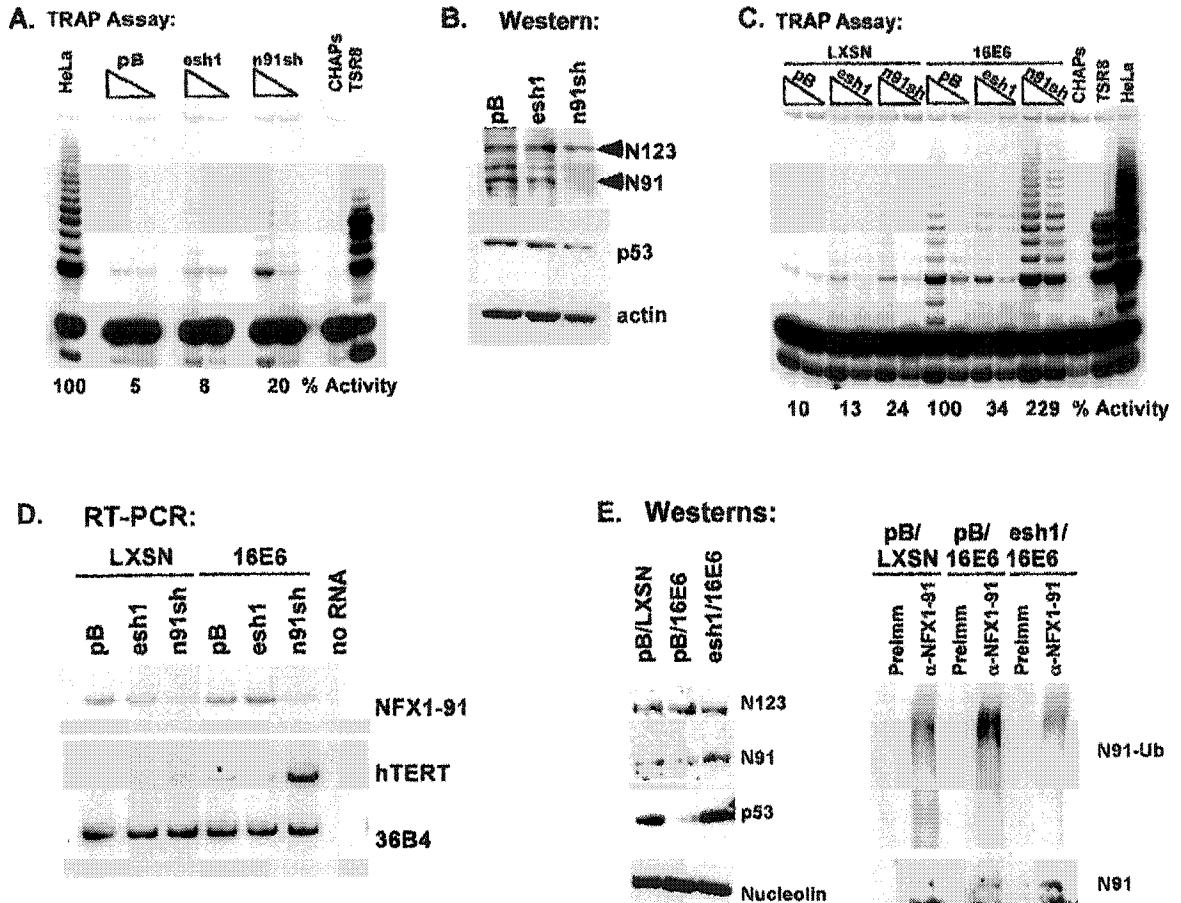 A. TRAP Assay:
HeLa
pB
esh1
n91sh
CHAPs
TSR8
100 5 8 20 % Activity
B. Western:
pB
esh1
n91sh
N123
N91
p53
actin
C. TRAP Assay:
LXSN 16E6
pB
esh1
n91sh
pB
esh1
n91sh
CHAPs
TSR8
HeLa
10 13 24 100 34 229 % Activity
D. RT-PCR:
LXSN 16E6
pB
esh1
n91sh
pB
esh1
n91sh
no RNA
NFX1-91
hTERT
36B4
E. Westerns:
pB/LXSN
pB/16E6
esh1/16E6
N123
N91
p53
Nucleolin
pB/ pB/ esh1/
LXSN 16E6 16E6
PreImm
α-NFX1-91
PreImm
α-NFX1-91
PreImm
α-NFX1-91
N91-Ub
N91